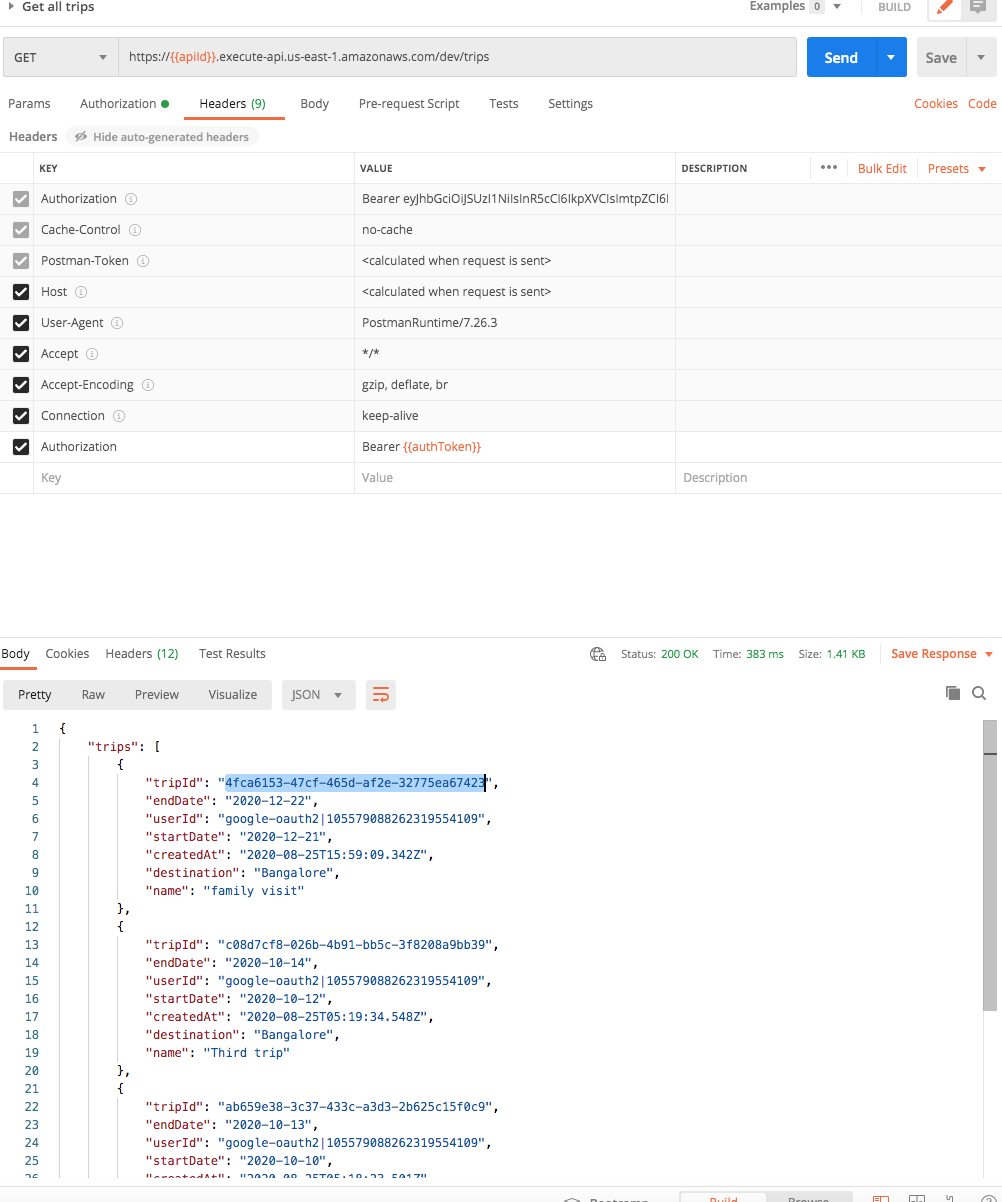 Get all trips
Examples 0 BUILD
GET https://{{apiId}}.execute-api.us-east-1.amazonaws.com/dev/trips Send Save
Params Authorization Headers (9) Body Pre-request Script Tests Settings Cookies Code
Headers Hide auto-generated headers
KEY VALUE DESCRIPTION ••• Bulk Edit Presets
Authorization Bearer
Cache-Control no-cache
Postman-Token <calculated when request is sent>
Host <calculated when request is sent>
User-Agent PostmanRuntime/7.26.3
Accept */*
Accept-Encoding gzip, deflate, br
Connection keep-alive
Authorization Bearer {{authToken}}
Key Value Description
Body Cookies Headers (12) Test Results Status: 200 OK Time: 383 ms Size: 1.41 KB Save Response
Pretty Raw Preview Visualize JSON
1 {
2 "trips": [
3 {
4 "tripId": "4fca6153-47cf-465d-af2e-32775ea67423",
5 "endDate": "2020-12-22",
6 "userId": "google-oauth2|105579088262319554109",
7 "startDate": "2020-12-21",
8 "createdAt": "2020-08-25T15:59:09.342Z",
9 "destination": "Bangalore",
10 "name": "family visit"
11 },
12 {
13 "tripId": "c08d7cf8-026b-4b91-bb5c-3f8208a9bb39",
14 "endDate": "2020-10-14",
15 "userId": "google-oauth2|105579088262319554109",
16 "startDate": "2020-10-12",
17 "createdAt": "2020-08-25T05:19:34.548Z",
18 "destination": "Bangalore",
19 "name": "Third trip"
20 },
21 {
22 "tripId": "ab659e38-3c37-433c-a3d3-2b625c15f0c9",
23 "endDate": "2020-10-13",
24 "userId": "google-oauth2|105579088262319554109",
25 "startDate": "2020-10-10",
26 "createdAt": "2020-08-25T05:18:23.501Z"
Bootcamp Build Browse